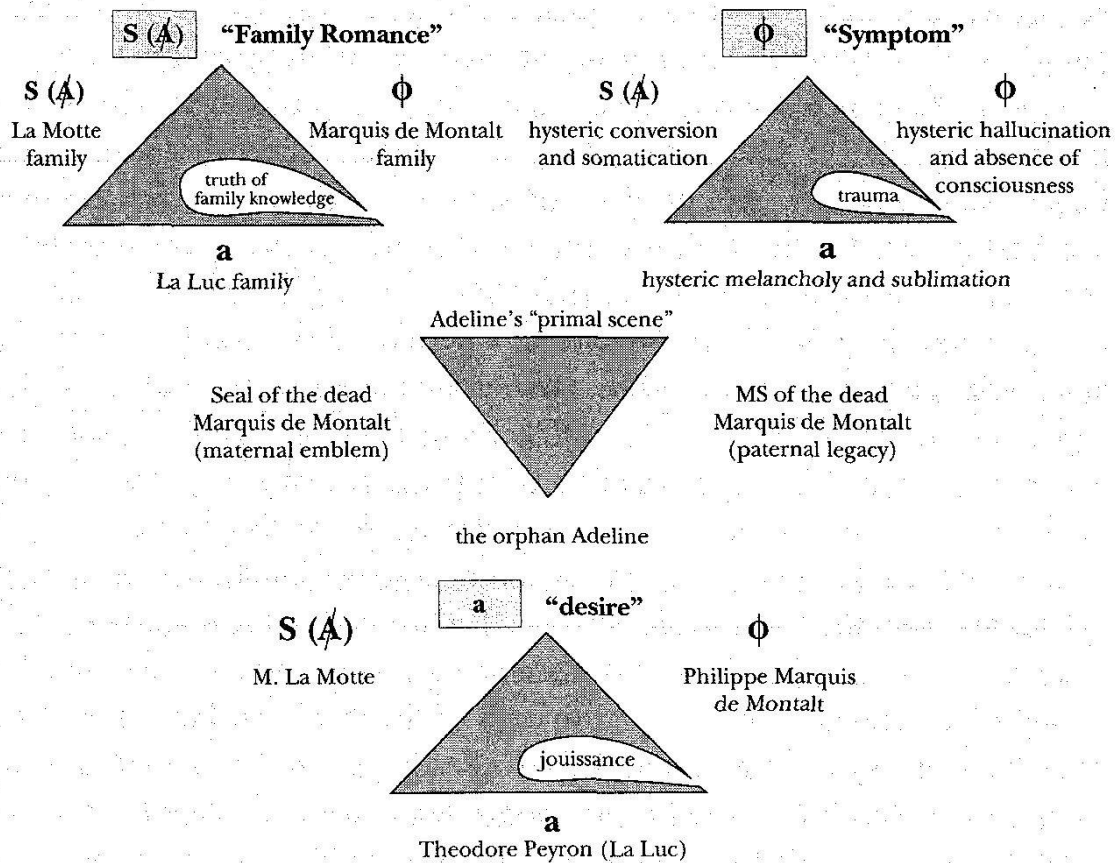 S (A̸) “Family Romance”
S (A̸)
La Motte
family
ɸ
Marquis de Montalt
family
truth of
family knowledge
a
La Luc family
ɸ “Symptom”
S (A̸)
hysteric conversion
and somatication
ɸ
hysteric hallucination
and absence of
consciousness
trauma
a
hysteric melancholy and sublimation
Adeline’s “primal scene”
Seal of the dead
Marquis de Montalt
(maternal emblem)
MS of the dead
Marquis de Montalt
(paternal legacy)
the orphan Adeline
a “desire”
S (A̸)
M. La Motte
ɸ
Philippe Marquis
de Montalt
jouissance
a
Theodore Peyron (La Luc)